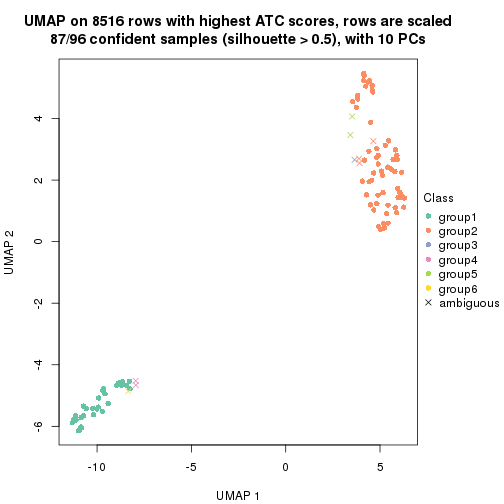 UMAP on 8516 rows with highest ATC scores, rows are scaled
87/96 confident samples (silhouette > 0.5), with 10 PCs
UMAP 2
4
2
0
-2
-4
-6
-10
-5
0
5
UMAP 1
Class
group1
group2
group3
group4
group5
group6
ambiguous